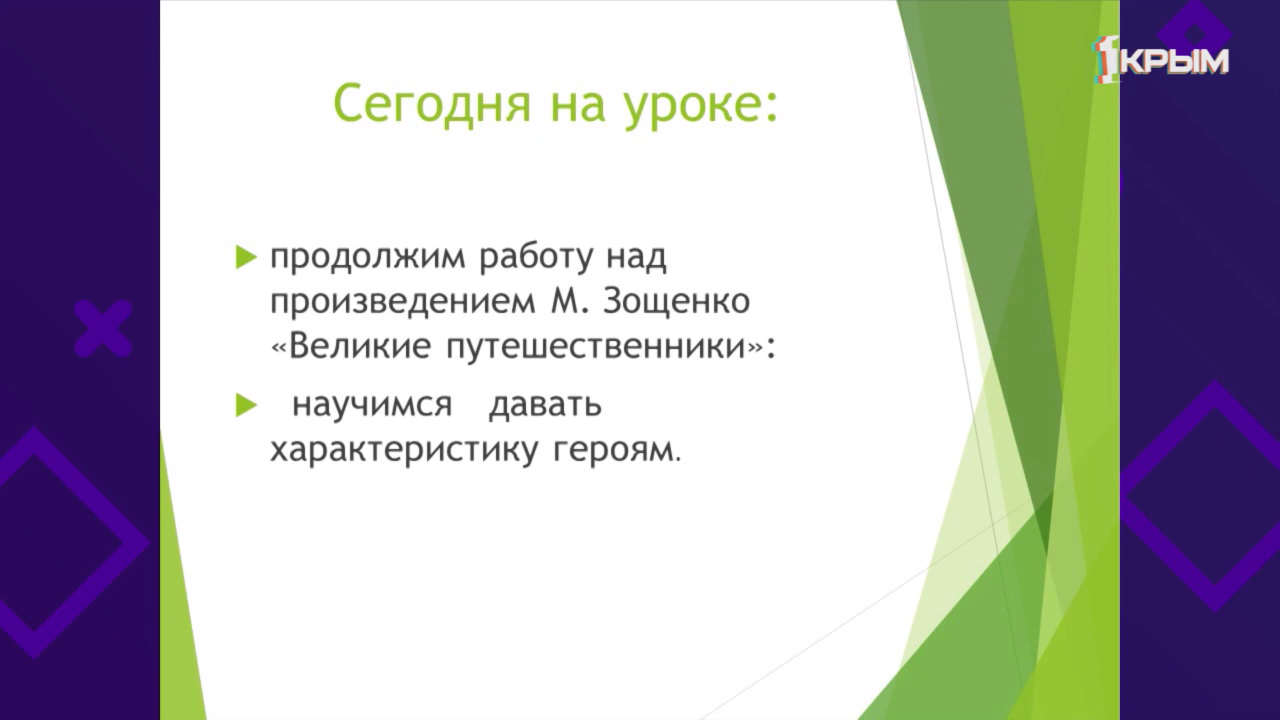 1КРЫМ
Сегодня на уроке:
продолжим работу над
произведением М. Зощенко
«Великие путешественники»:
научимся давать
характеристику героям.